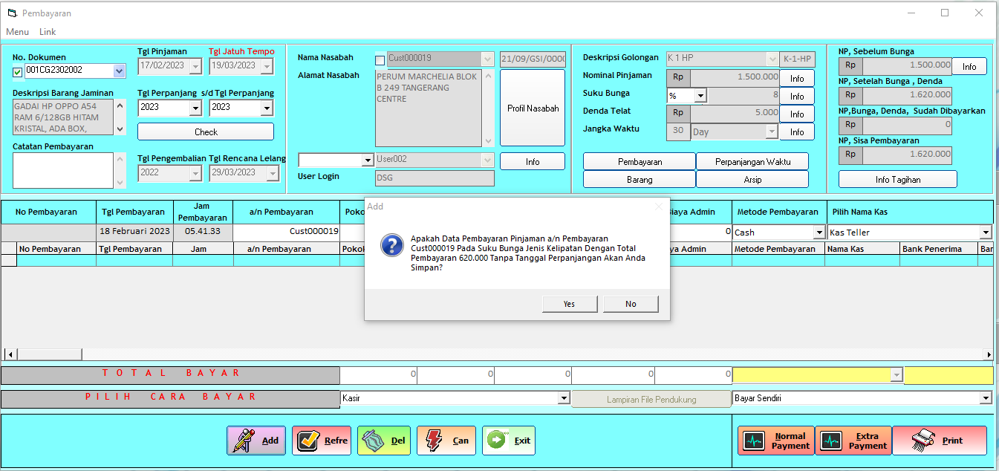 Pembayaran
Menu Link
No. Dokumen
001CG2302002
Deskripsi Barang Jaminan
GADAI HP OPPO A54
RAM 6/128GB HITAM
KRISTAL, ADA BOX,
Catatan Pembayaran
Tgl Pinjaman Tgl Jatuh Tempo
17/02/2023 19/03/2023
Tgl Perpanjang s/d Tgl Perpanjang
2023 2023
Check
Tgl Pengembalian Tgl Rencana Lelang
2022 29/03/2023
Nama Nasabah Cust000019 21/09/GSI/0000
Alamat Nasabah
PERUM MARCHELIA BLOK
B 249 TANGERANG
CENTRE
Profil Nasabah
User002 Info
User Login DSG
Deskripsi Golongan K 1 HP K-1-HP
Nominal Pinjaman Rp 1.500.000 Info
Suku Bunga % 8 Info
Denda Telat Rp 5.000 Info
Jangka Waktu 30 Day Info
Pembayaran Perpanjangan Waktu
Barang Arsip
NP, Sebelum Bunga
Rp 1.500.000 Info
NP, Setelah Bunga , Denda
Rp 1.620.000
NP,Bunga, Denda, Sudah Dibayarkan
Rp 0
NP, Sisa Pembayaran
Rp 1.620.000
Info Tagihan
No Pembayaran Tgl Pembayaran Jam Pembayaran a/n Pembayaran Poko Biaya Admin Metode Pembayaran Pilih Nama Kas
18 Februari 2023 05.41.33 Cust000019 0 Cash Kas Teller
No Pembayaran Tgl Pembayaran Jam a/n Pembayaran Pokok ya Admin Metode Pembayaran Nama Kas Bank Penerima Bar
Add
Apakah Data Pembayaran Pinjaman a/n Pembayaran
Cust000019 Pada Suku Bunga Jenis Kelipatan Dengan Total
Pembayaran 620.000 Tanpa Tanggal Perpanjangan Akan Anda
Simpan?
Yes No
TOTAL BAYAR 0 0 0 0 0
PILIH CARA BAYAR Kasir Lampiran File Pendukung Bayar Sendiri
Add Refre Del Can Exit Normal Payment Extra Payment Print